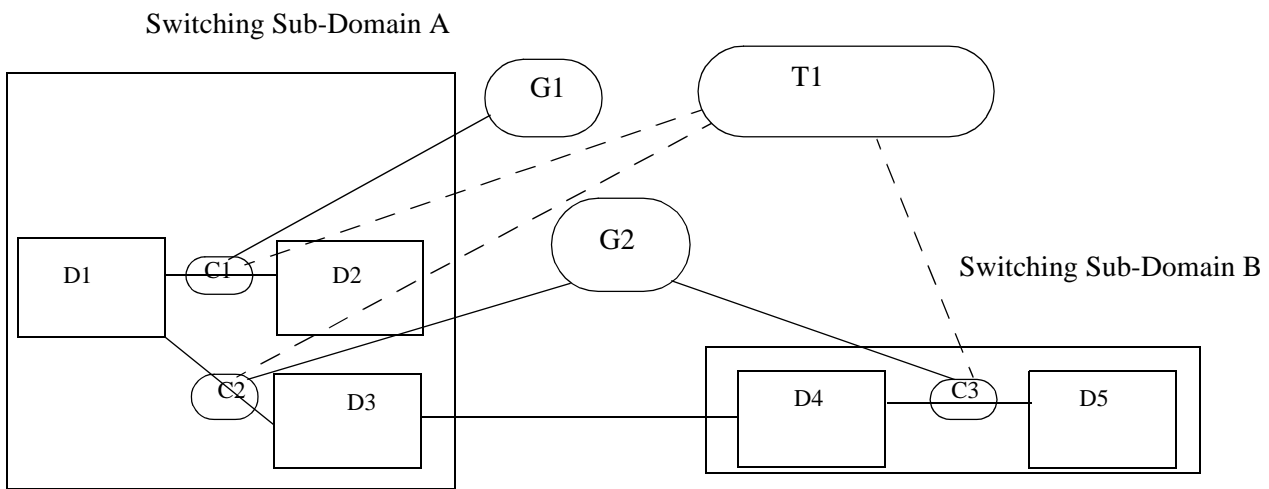 Switching Sub-Domain A
G1
T1
G2
D1
C1
D2
Switching Sub-Domain B
C2
D3
D4
C3
D5